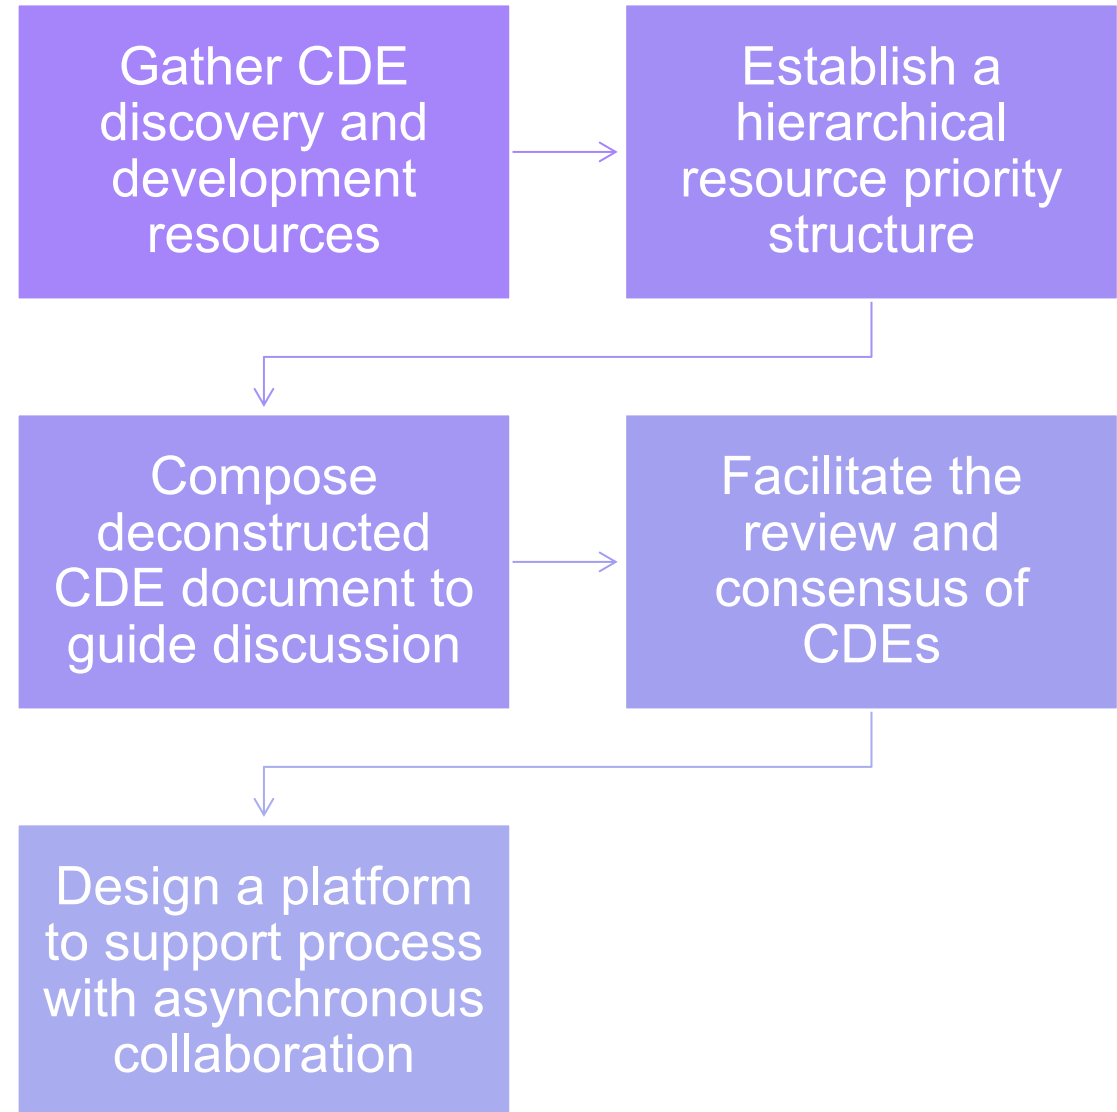 Gather CDE
discovery and
development
resources
Establish a
hierarchical
resource priority
structure
Compose
deconstructed
CDE document to
guide discussion
Facilitate the
review and
consensus of
CDEs
Design a platform
to support process
with asynchronous
collaboration